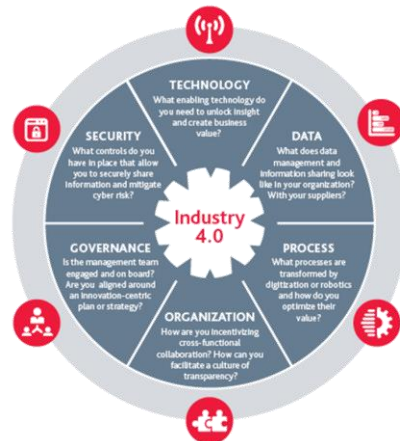 TECHNOLOGY
What enabling technology do
you need to unlock insight
and create business
value?
DATA
What does data
management and
information sharing look
like in your organization?
With your suppliers?
PROCESS
What processes are
transformed by
digitization or robotics
and how do you
optimize their
value?
ORGANIZATION
How are you incentivizing
cross-functional
collaboration? How can you
facilitate a culture of
transparency?
GOVERNANCE
Is the management team
engaged and on board?
Are you aligned around
an innovation-centric
plan or strategy?
SECURITY
What controls do you
have in place that allow
you to securely share
information and mitigate
cyber risk?
Industry
4.0